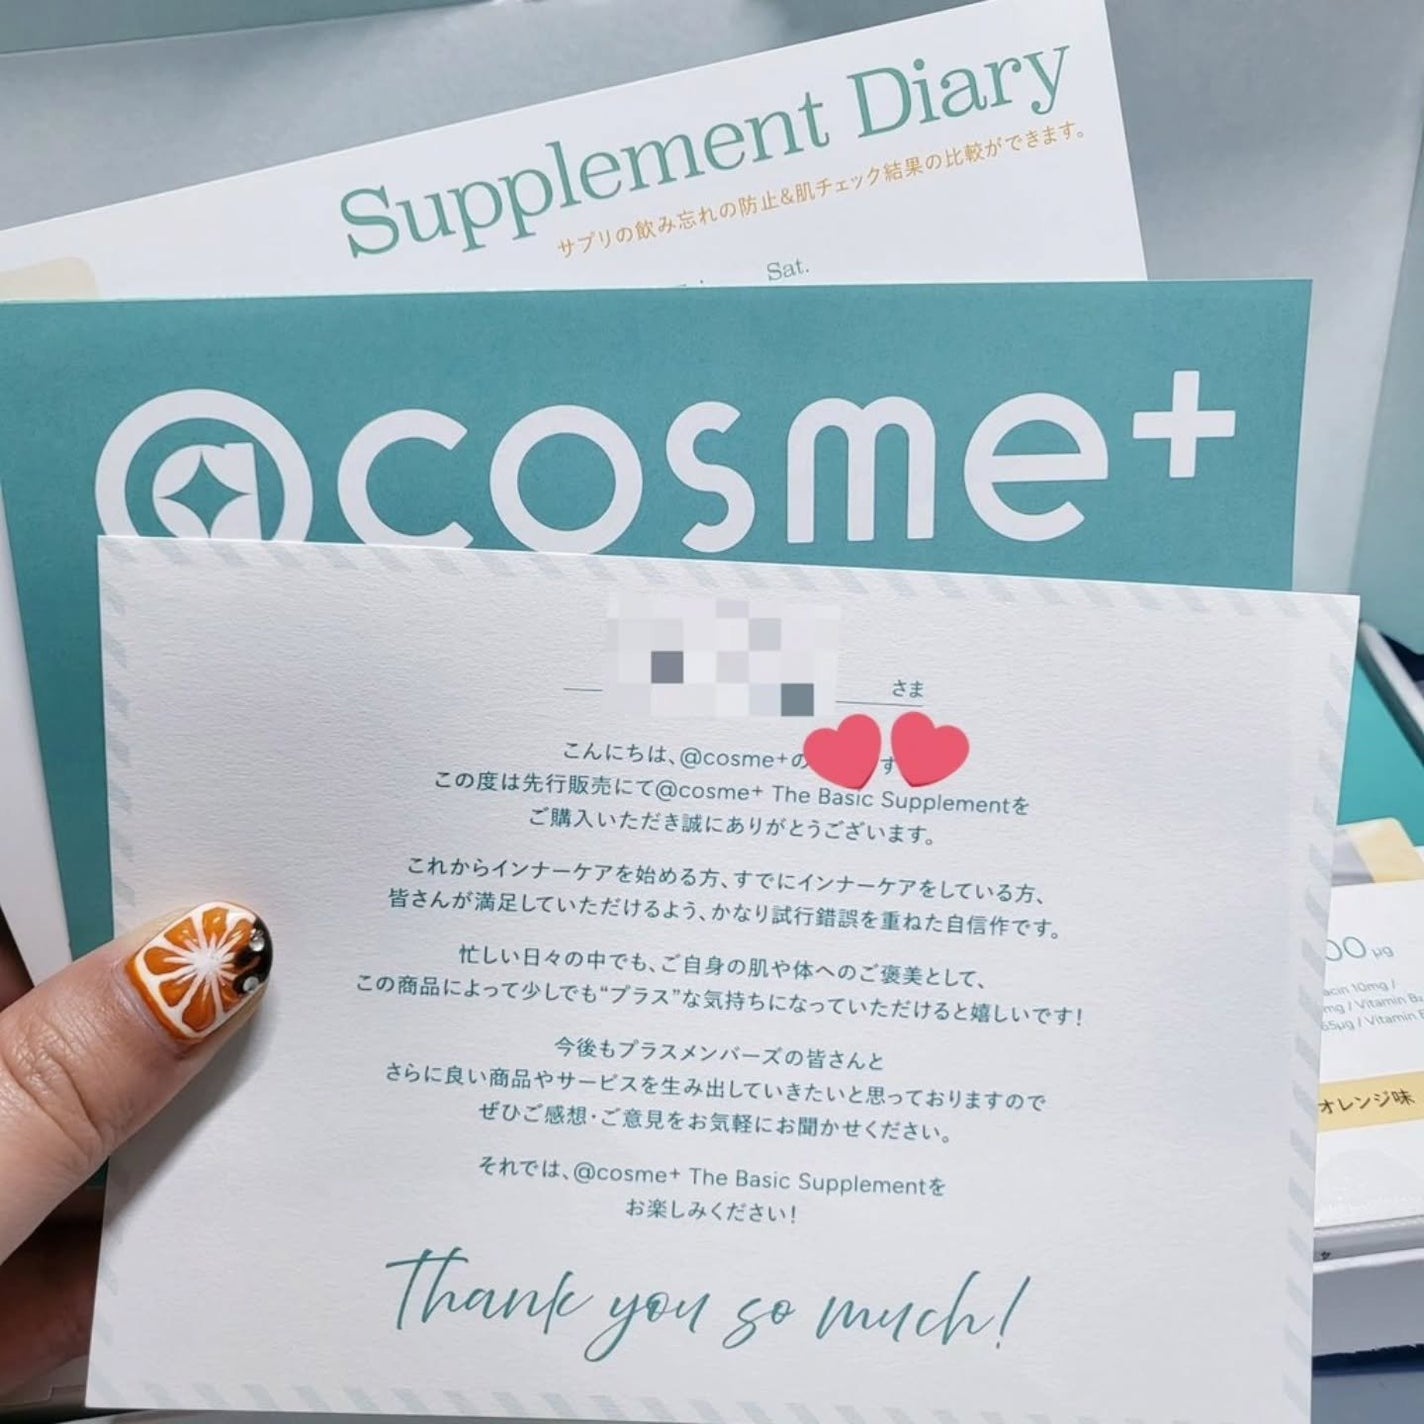 Supplement Diary
サプリの飲み忘れの防止&肌チェック結果の比較ができます。
Sat.
@cosme+
さま
こんにちは、@cosme+の す
この度は先行販売にて@cosme+ The Basic Supplementを
ご購入いただき誠にありがとうございます。
これからインナーケアを始める方、すでにインナーケアをしている方、
皆さんが満足していただけるよう、かなり試行錯誤を重ねた自信作です。
忙しい日々の中でも、ご自身の肌や体へのご褒美として、
この商品によって少しでも“プラス”な気持ちになっていただけると嬉しいです!
今後もプラスメンバーズの皆さんと
さらに良い商品やサービスを生み出していきたいと思っておりますので
ぜひご感想・ご意見をお気軽にお聞かせください。
それでは、@cosme+ The Basic Supplementを
お楽しみください!
Thank you so much!
00 μg
acin 10mg /
mg / Vitamin B
65μg / Vitamin
オレンジ味